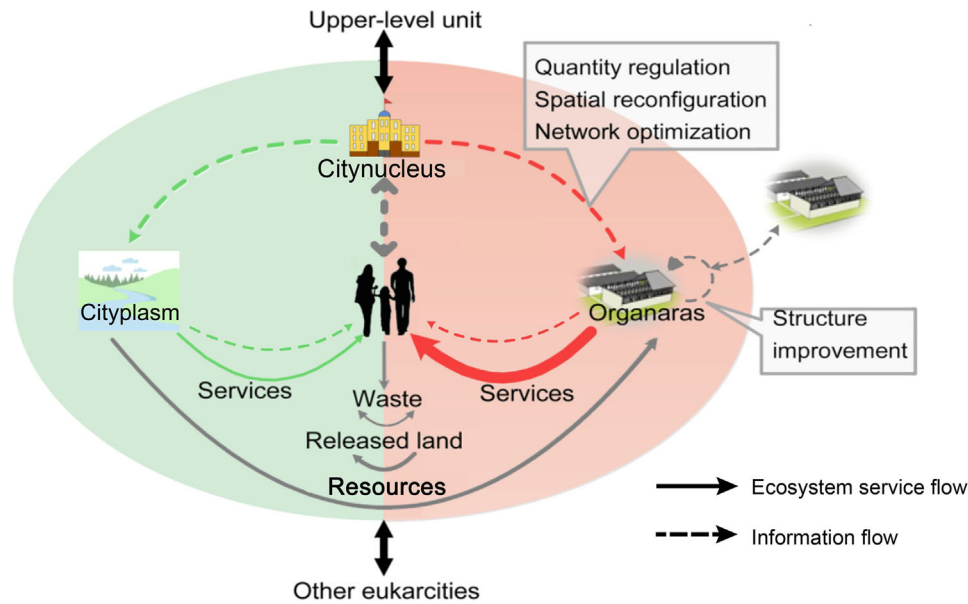 Upper-level unit
Quantity regulation
Spatial reconfiguration
Network optimization
Citynucleus
Cityplasm
Organaras
Structure
improvement
Services
Services
Waste
Released land
Resources
Ecosystem service flow
Information flow
Other eukarcities